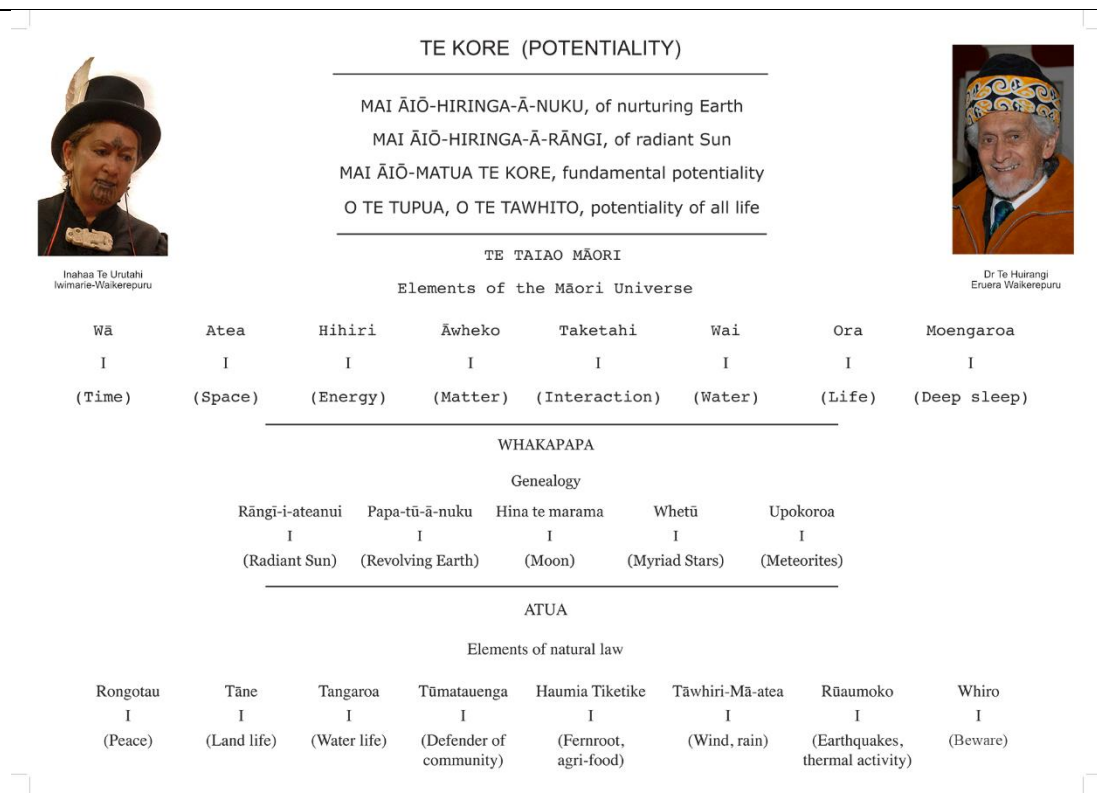 TE KORE (POTENTIALITY)
MAI ĀIŌ-HIRINGA-Ā-NUKU, of nurturing Earth
MAI ĀIŌ-HIRINGA-Ā-RĀNGI, of radiant Sun
MAI ĀIŌ-MATUA TE KORE, fundamental potentiality
O TE TUPUA, O TE TAWHITO, potentiality of all life
Inahaa Te Urutahi
Iwimarie-Waikerepuru
Dr Te Huirangi
Eruera Waikerepuru
TE TAIAO MĀORI
Elements of the Māori Universe
Wā Atea Hihiri Āwheko Taketahi Wai Ora Moengaroa
I I I I I I I I
(Time) (Space) (Energy) (Matter) (Interaction) (Water) (Life) (Deep sleep)
WHAKAPAPA
Genealogy
Rāngī-i-ateanui Papa-tū-ā-nuku Hina te marama Whetū Upokoroa
I I I I I
(Radiant Sun) (Revolving Earth) (Moon) (Myriad Stars) (Meteorites)
ATUA
Elements of natural law
Rongotau Tāne Tangaroa Tūmatauenga Haumia Tiketike Tāwhiri-Mā-atea Rūaumoko Whiro
I I I I I I I I
(Peace) (Land life) (Water life) (Defender of community) (Fernroot, agri-food) (Wind, rain) (Earthquakes, thermal activity) (Beware)